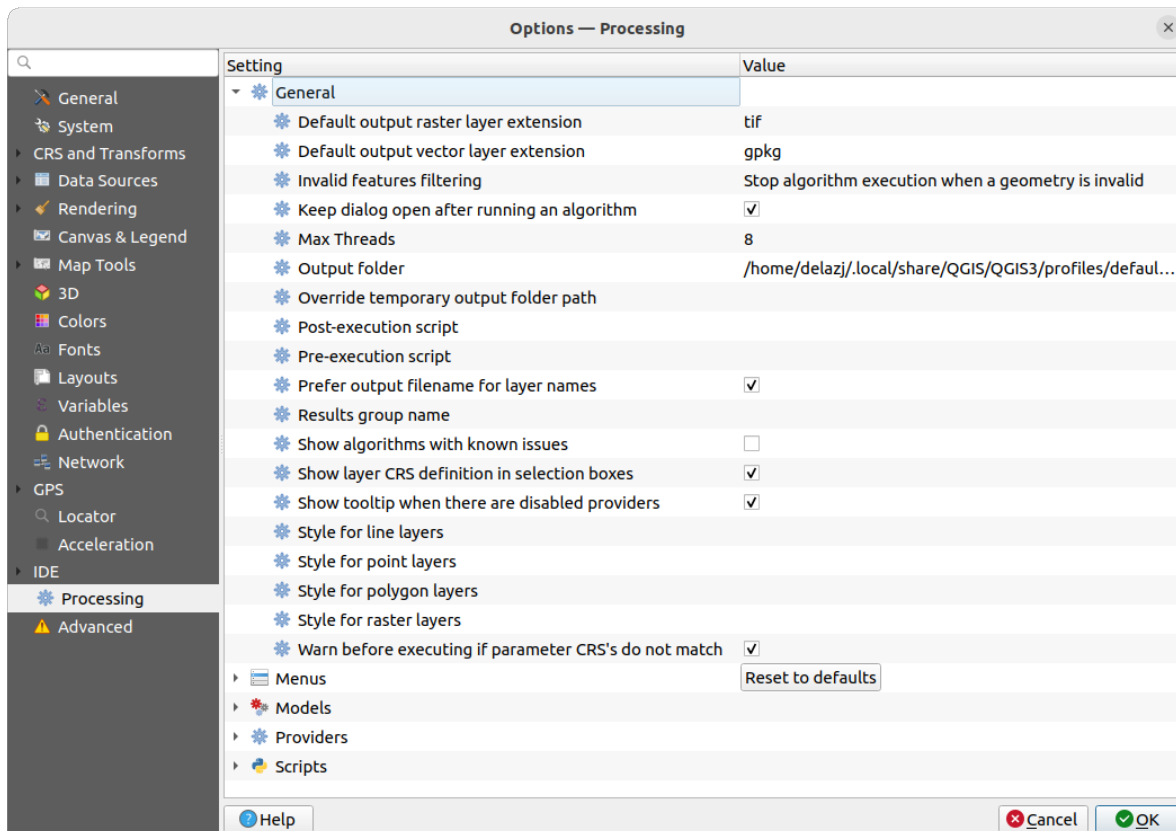 Options — Processing
Setting
Value
General
System
CRS and Transforms
Data Sources
Rendering
Canvas & Legend
Map Tools
3D
Colors
Fonts
Layouts
Variables
Authentication
Network
GPS
Locator
Acceleration
IDE
Processing
Advanced
General
Default output raster layer extension tif
Default output vector layer extension gpkg
Invalid features filtering Stop algorithm execution when a geometry is invalid
Keep dialog open after running an algorithm
Max Threads 8
Output folder /home/delazj/.local/share/QGIS/QGIS3/profiles/defaul...
Override temporary output folder path
Post-execution script
Pre-execution script
Prefer output filename for layer names
Results group name
Show algorithms with known issues
Show layer CRS definition in selection boxes
Show tooltip when there are disabled providers
Style for line layers
Style for point layers
Style for polygon layers
Style for raster layers
Warn before executing if parameter CRS's do not match
Menus Reset to defaults
Models
Providers
Scripts
Help
Cancel
OK